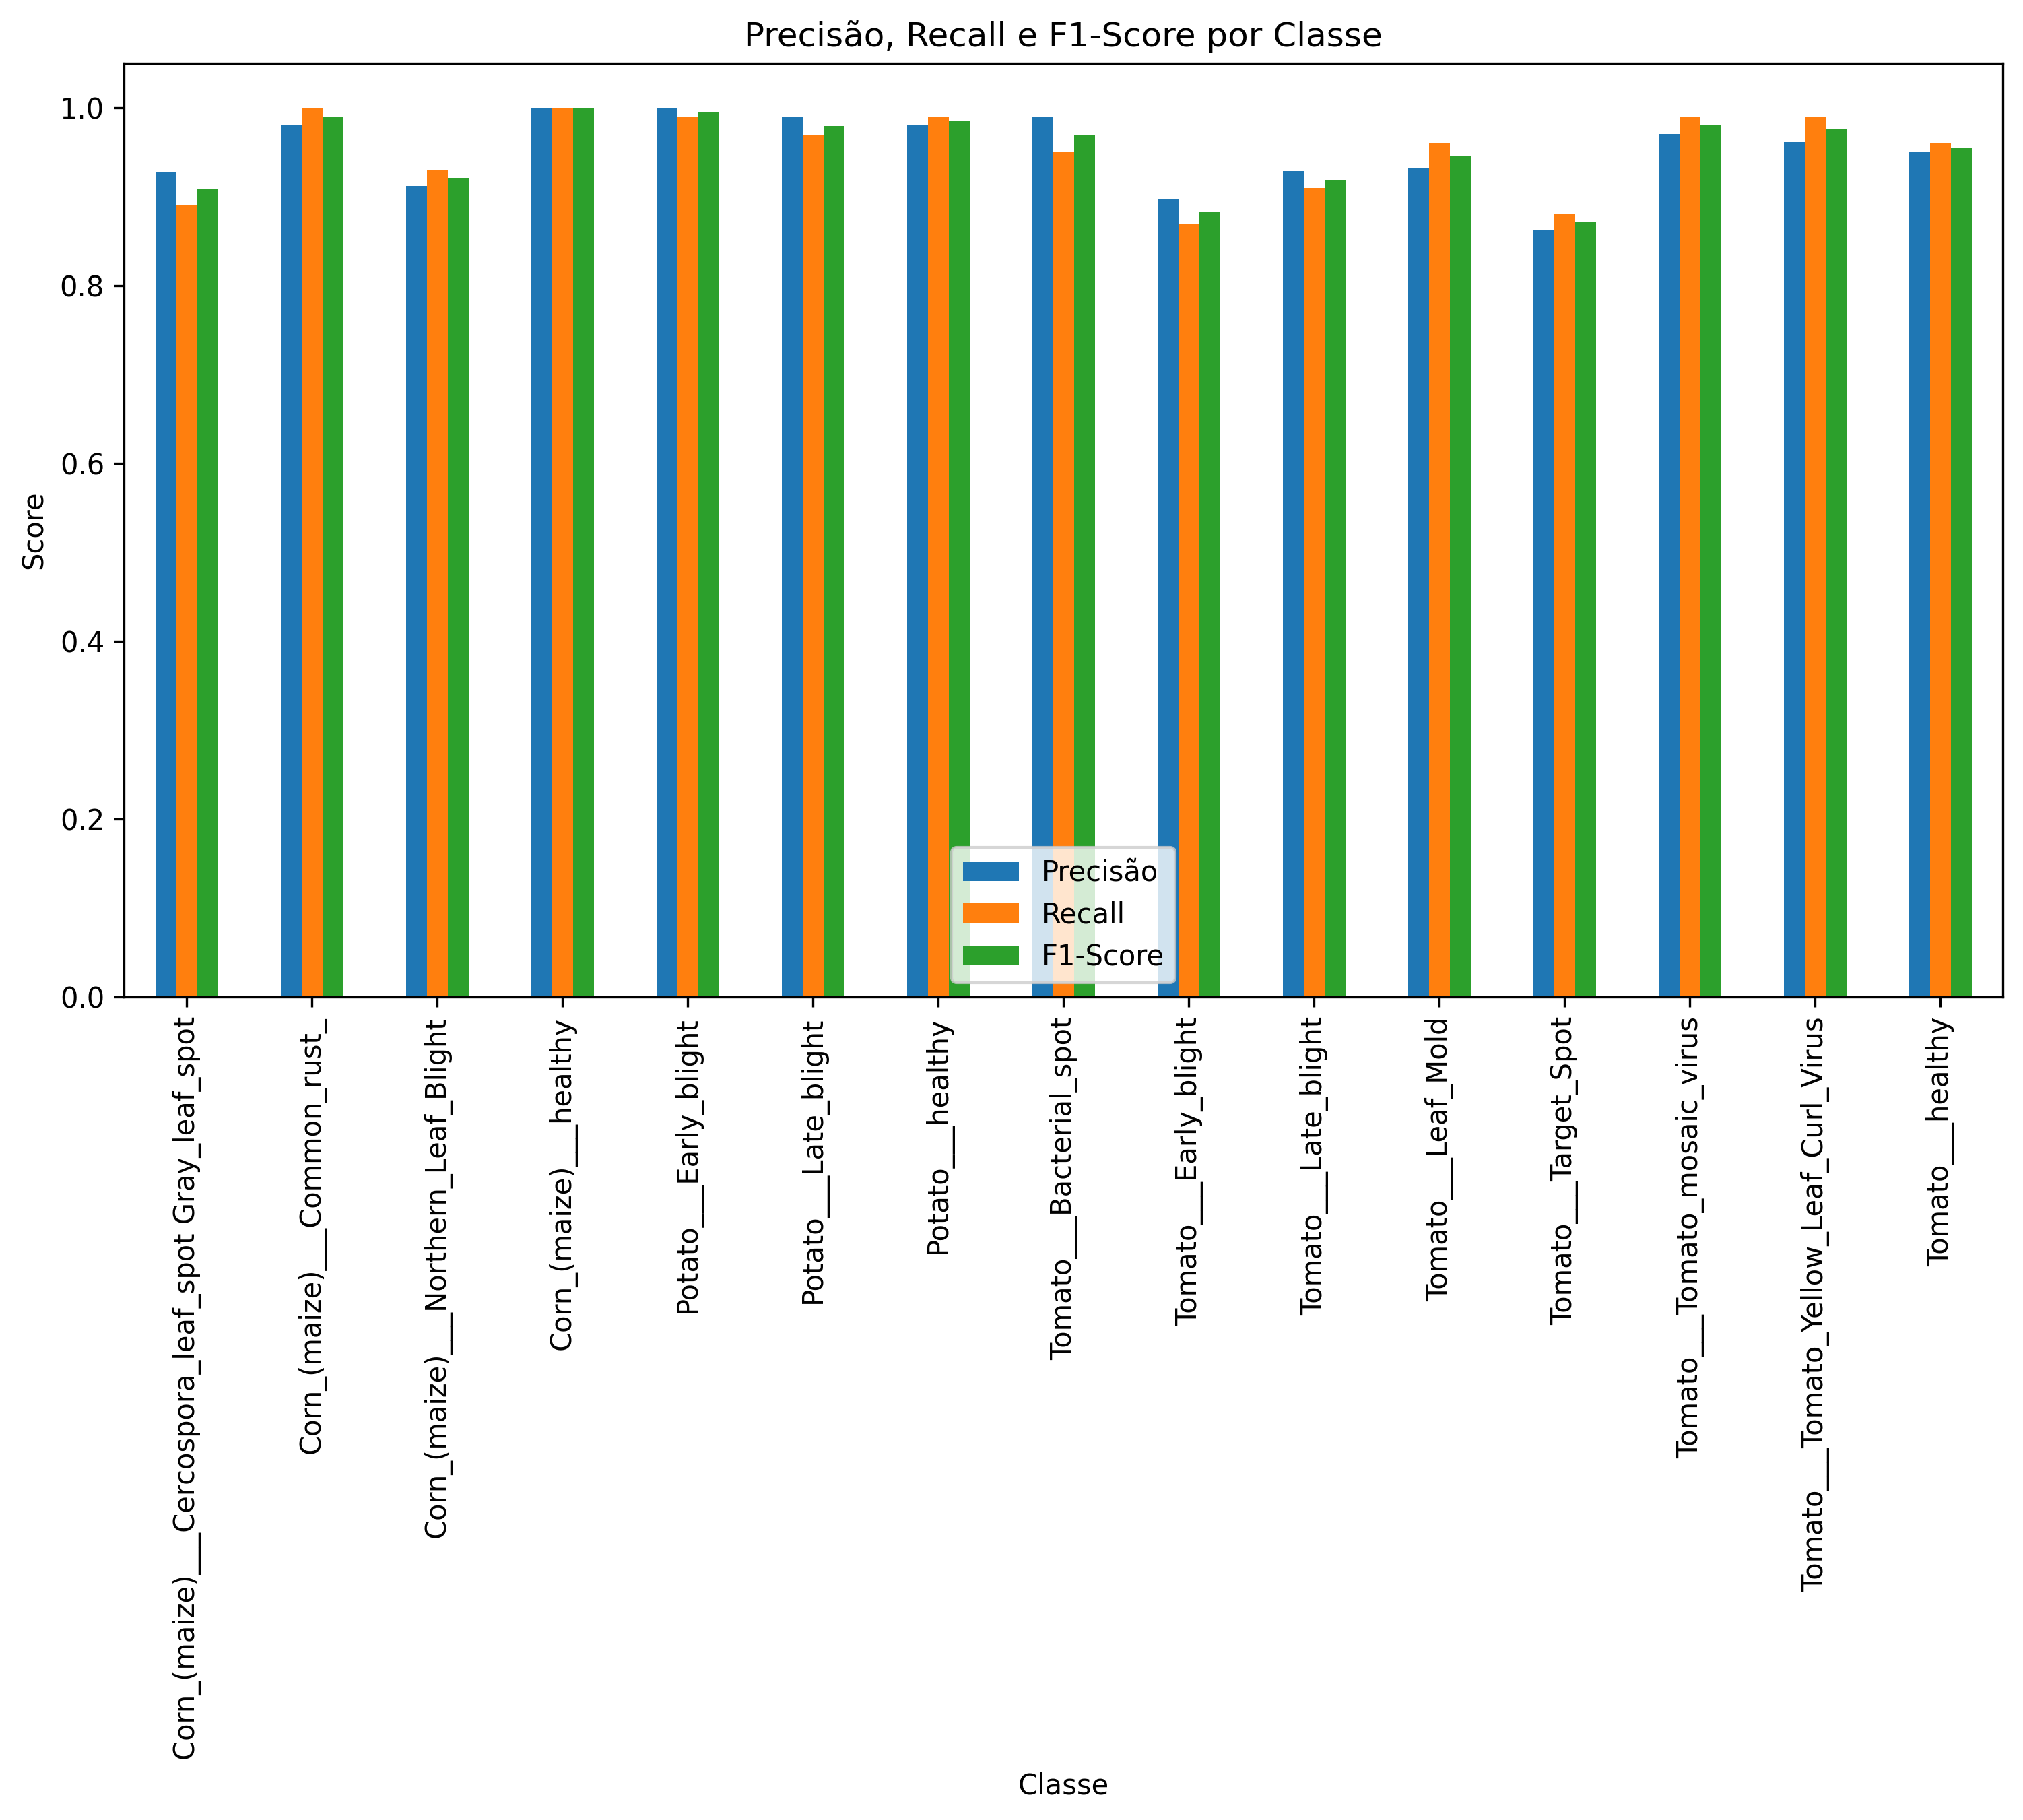 Precisão, Recall e F1-Score por Classe
Score
1.0
0.8
0.6
0.4
0.2
0.0
Precisão
Recall
F1-Score
Corn_(maize)___Cercospora_leaf_spot Gray_leaf_spot
Corn_(maize)___Common_rust_
Corn_(maize)___Northern_Leaf_Blight
Corn_(maize)___healthy
Potato___Early_blight
Potato___Late_blight
Potato___healthy
Tomato___Bacterial_spot
Tomato___Early_blight
Tomato___Late_blight
Tomato___Leaf_Mold
Tomato___Target_Spot
Tomato___Tomato_mosaic_virus
Tomato___Tomato_Yellow_Leaf_Curl_Virus
Tomato___healthy
Classe